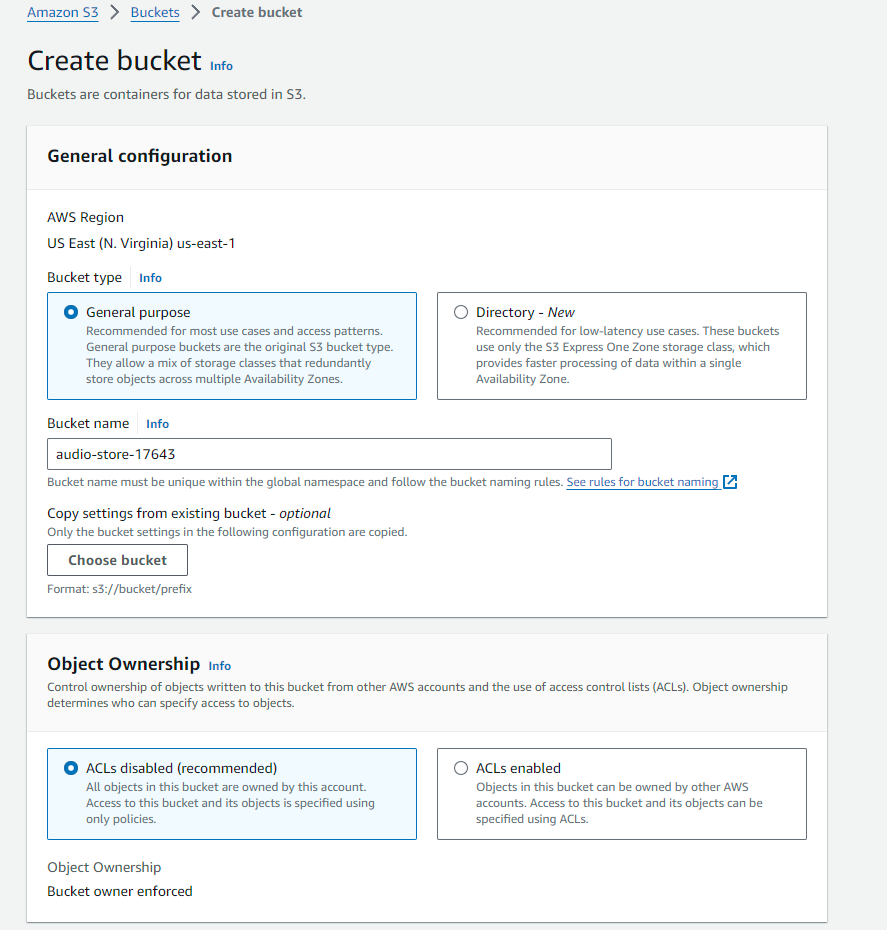 Amazon S3 > Buckets > Create bucket
Create bucket Info
Buckets are containers for data stored in S3.
General configuration
AWS Region
US East (N. Virginia) us-east-1
Bucket type Info
General purpose
Recommended for most use cases and access patterns.
General purpose buckets are the original S3 bucket type.
They allow a mix of storage classes that redundantly
store objects across multiple Availability Zones.
Directory - New
Recommended for low-latency use cases. These buckets
use only the S3 Express One Zone storage class, which
provides faster processing of data within a single
Availability Zone.
Bucket name Info
audio-store-17643
Bucket name must be unique within the global namespace and follow the bucket naming rules. See rules for bucket naming
Copy settings from existing bucket - optional
Only the bucket settings in the following configuration are copied.
Choose bucket
Format: s3://bucket/prefix
Object Ownership Info
Control ownership of objects written to this bucket from other AWS accounts and the use of access control lists (ACLs). Object ownership
determines who can specify access to objects.
ACLs disabled (recommended)
All objects in this bucket are owned by this account.
Access to this bucket and its objects is specified using
only policies.
ACLs enabled
Objects in this bucket can be owned by other AWS
accounts. Access to this bucket and its objects can be
specified using ACLs.
Object Ownership
Bucket owner enforced